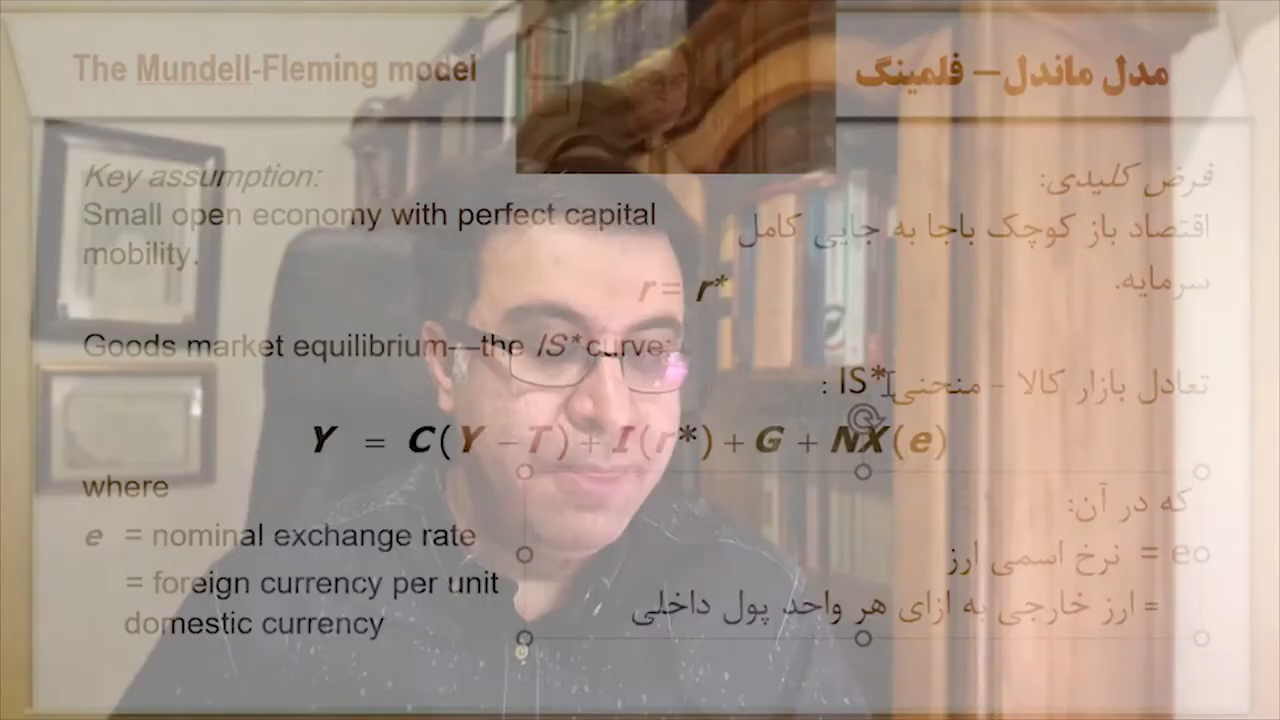 The Mundell-Fleming model
مدل ماندل– فلمینگ
Key assumption:
Small open economy with perfect capital
mobility.
فرض کلیدی:
اقتصاد باز کوچک باجا به جایی کامل
سرمایه.
r = r*
Goods market equilibrium—the IS* curve:
تعادل بازار کالا - منحنی IS* :
Y = C(Y – T) + I(r*) + G + NX(e)
where
e = nominal exchange rate
= foreign currency per unit
domestic currency
که در آن:
e = نرخ اسمی ارز
= ارز خارجی به ازای هر واحد پول داخلی